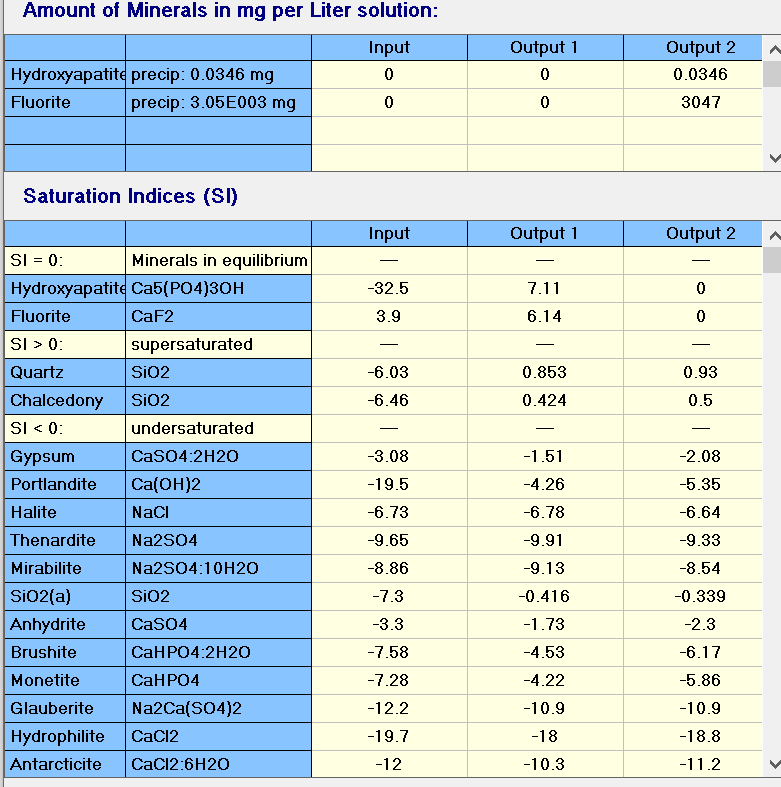 Amount of Minerals in mg per Liter solution:
Input Output 1 Output 2
Hydroxyapatite precip: 0.0346 mg 0 0 0.0346
Fluorite precip: 3.05E003 mg 0 0 3047
Saturation Indices (SI)
Input Output 1 Output 2
SI = 0: Minerals in equilibrium — — —
Hydroxyapatite Ca5(PO4)3OH -32.5 7.11 0
Fluorite CaF2 3.9 6.14 0
SI > 0: supersaturated — — —
Quartz SiO2 -6.03 0.853 0.93
Chalcedony SiO2 -6.46 0.424 0.5
SI < 0: undersaturated — — —
Gypsum CaSO4:2H2O -3.08 -1.51 -2.08
Portlandite Ca(OH)2 -19.5 -4.26 -5.35
Halite NaCl -6.73 -6.78 -6.64
Thenardite Na2SO4 -9.65 -9.91 -9.33
Mirabilite Na2SO4:10H2O -8.86 -9.13 -8.54
SiO2(a) SiO2 -7.3 -0.416 -0.339
Anhydrite CaSO4 -3.3 -1.73 -2.3
Brushite CaHPO4:2H2O -7.58 -4.53 -6.17
Monetite CaHPO4 -7.28 -4.22 -5.86
Glauberite Na2Ca(SO4)2 -12.2 -10.9 -10.9
Hydrophilite CaCl2 -19.7 -18 -18.8
Antarcticite CaCl2:6H2O -12 -10.3 -11.2